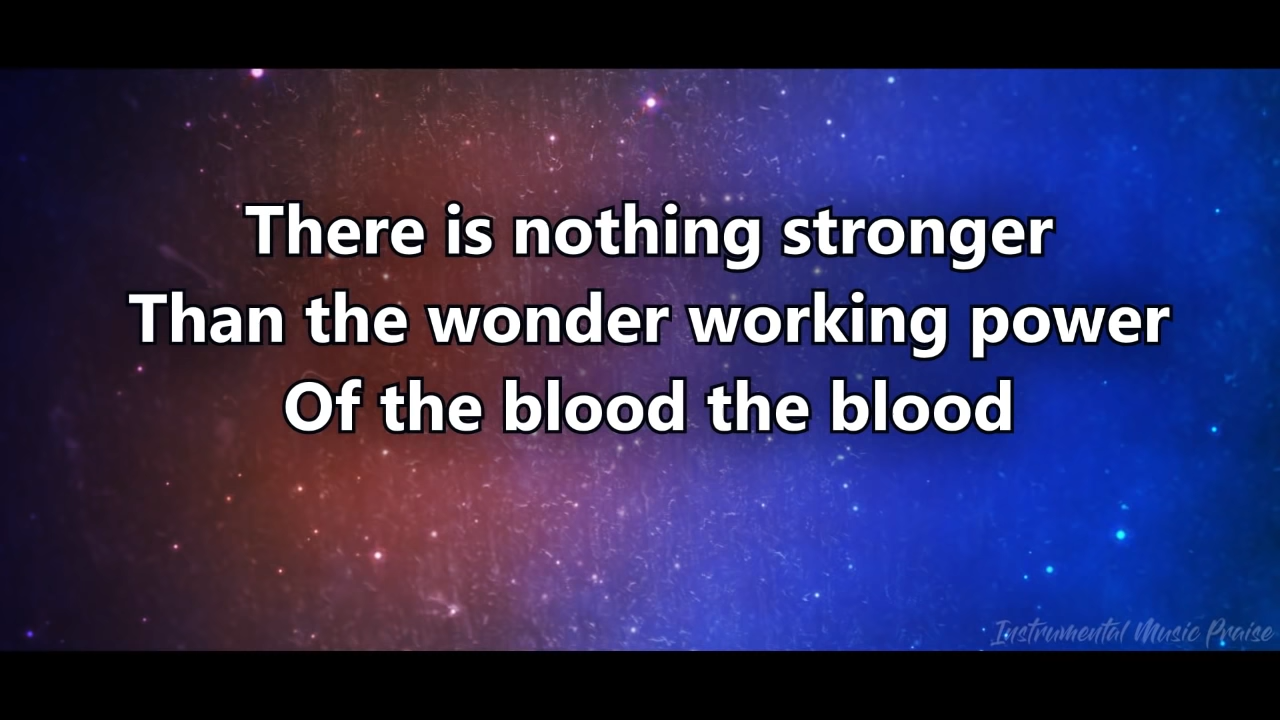 There is nothing stronger
Than the wonder working power
Of the blood the blood
Instrumental Music Praise